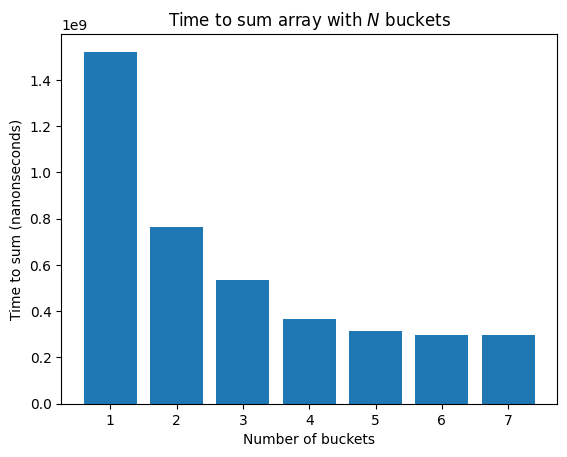 Time to sum array with N buckets
1e9
1.4
1.2
1.0
0.8
0.6
0.4
0.2
0.0
Time to sum (nanonseconds)
1 2 3 4 5 6 7
Number of buckets